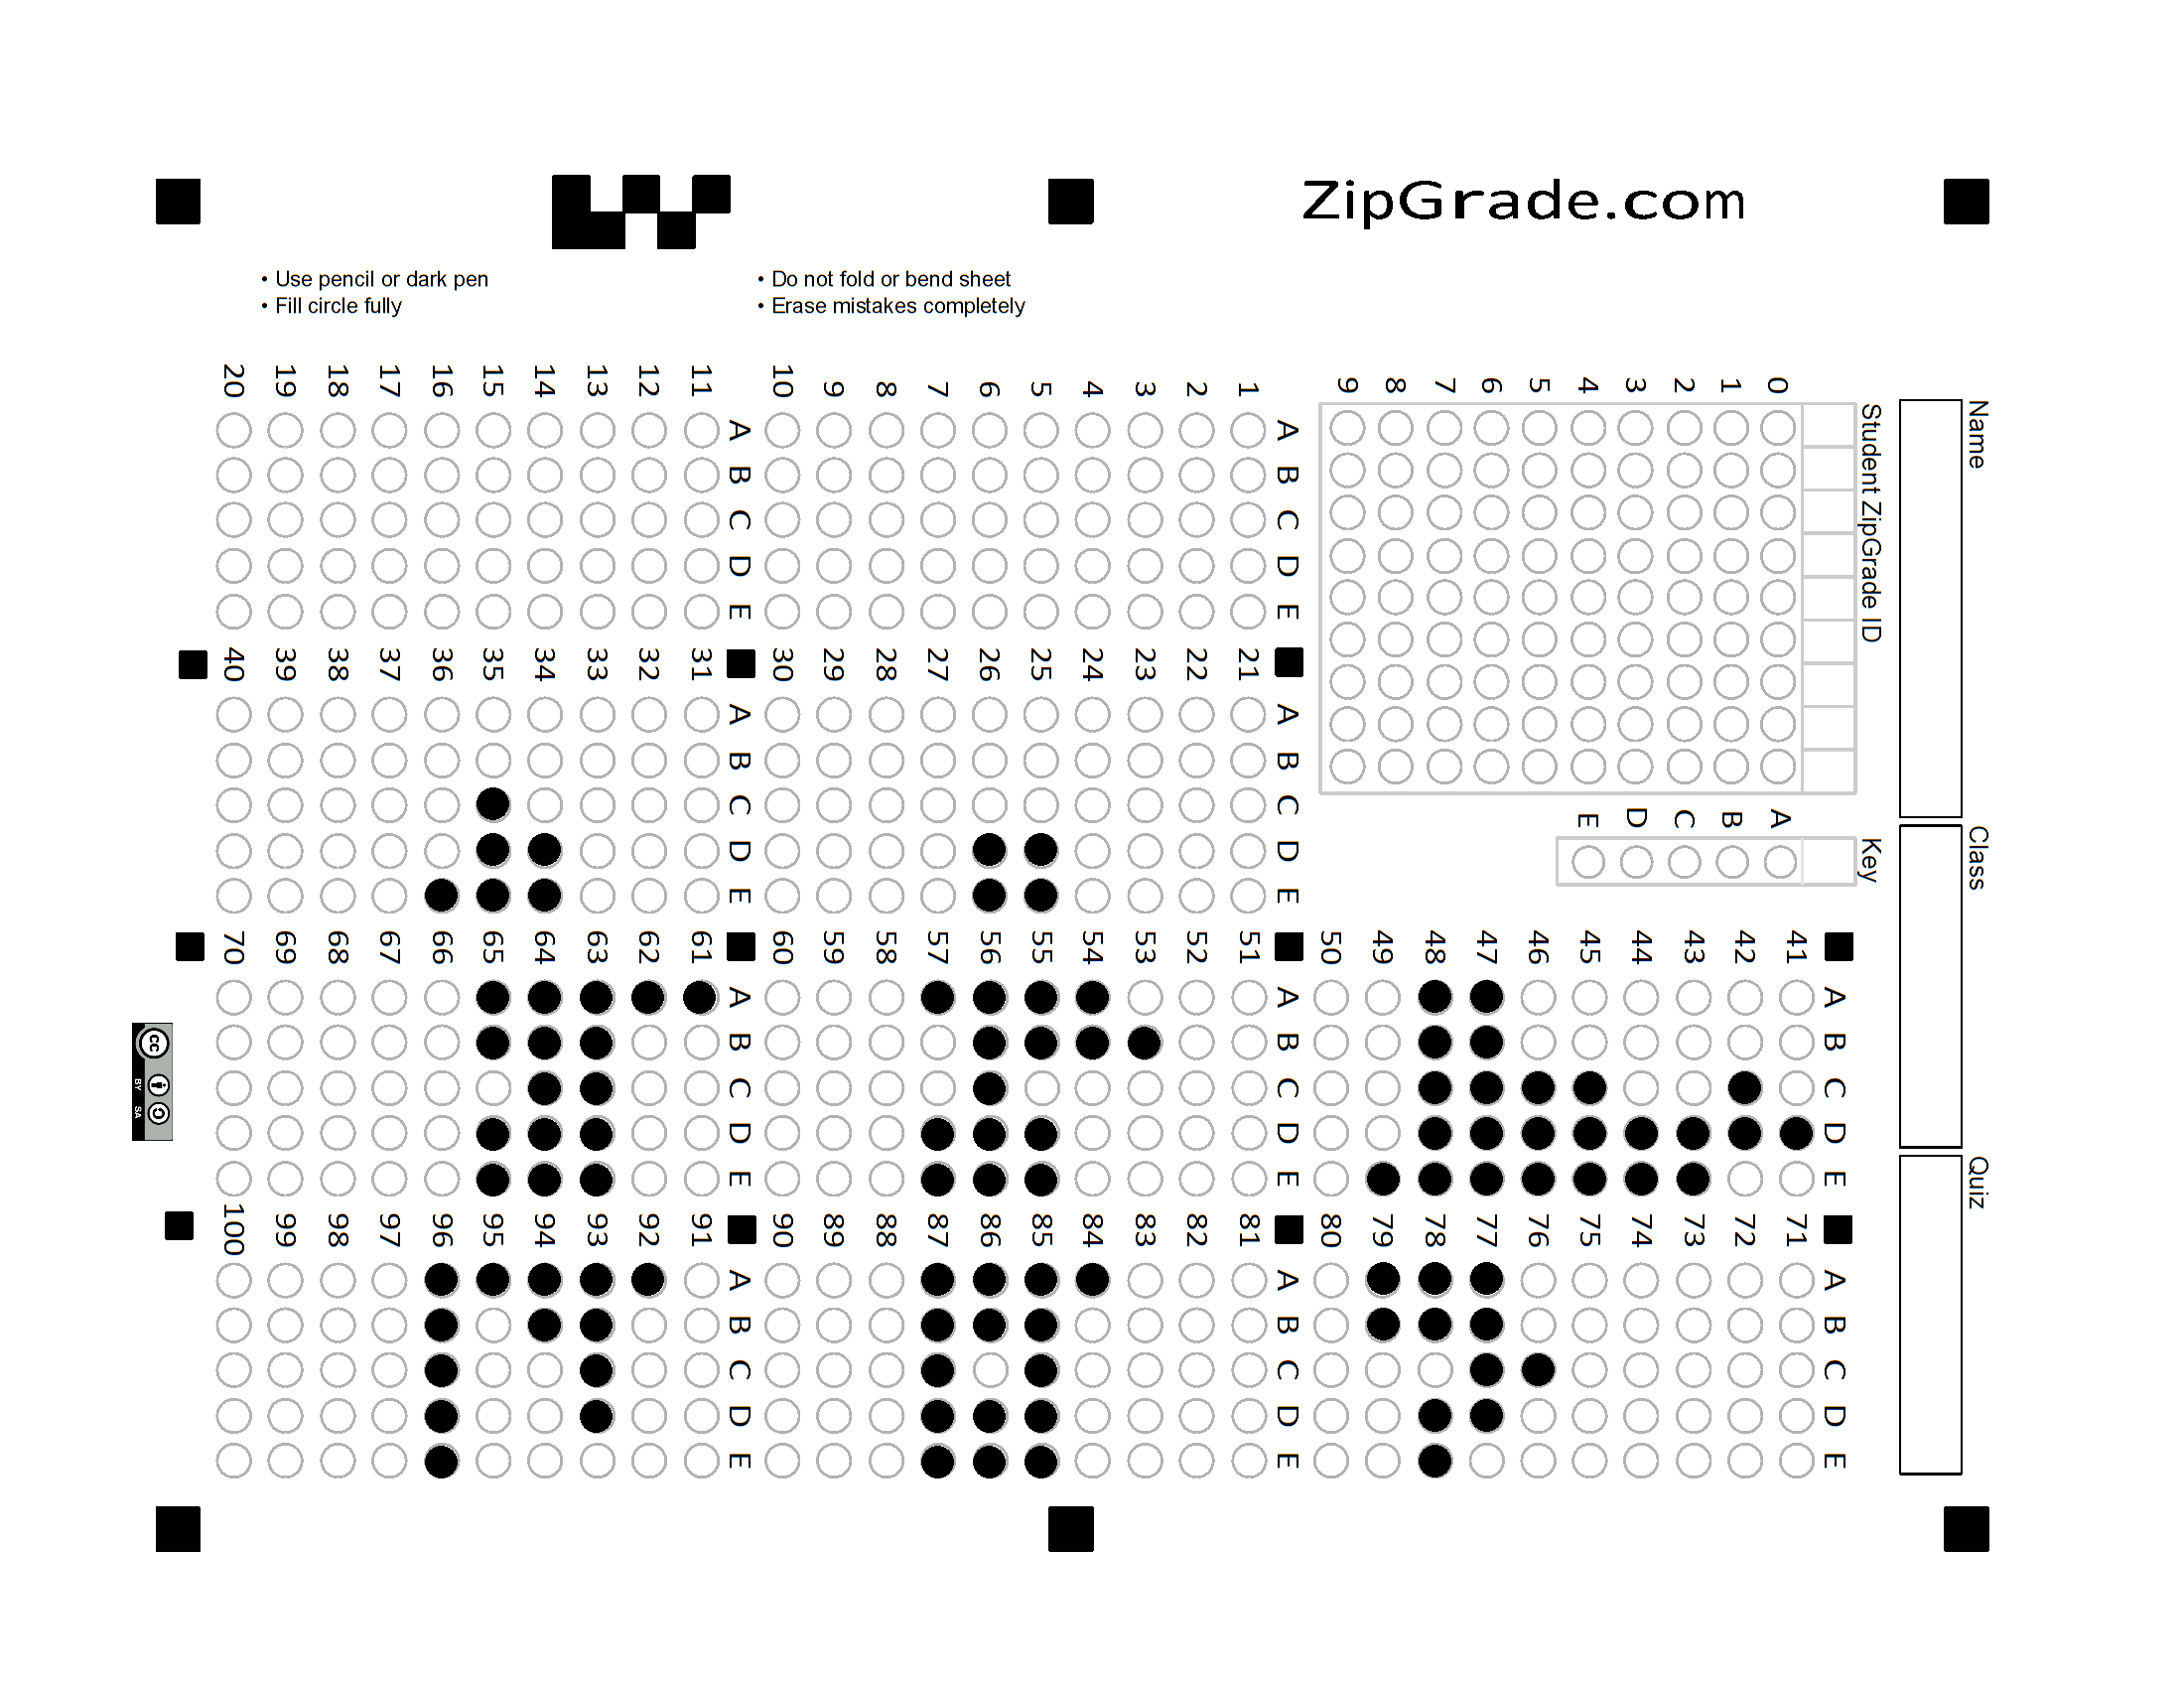 ZipGrade.com
• Use pencil or dark pen
• Fill circle fully
• Do not fold or bend sheet
• Erase mistakes completely
Name
Class
Quiz
Student ZipGrade ID
0 1 2 3 4 5 6 7 8 9
Key
A B C D E
1 2 3 4 5 6 7 8 9 10
A B C D E
11 12 13 14 15 16 17 18 19 20
A B C D E
21 22 23 24 25 26 27 28 29 30
A B C D E
31 32 33 34 35 36 37 38 39 40
A B C D E
41 42 43 44 45 46 47 48 49 50
A B C D E
51 52 53 54 55 56 57 58 59 60
A B C D E
61 62 63 64 65 66 67 68 69 70
A B C D E
71 72 73 74 75 76 77 78 79 80
A B C D E
81 82 83 84 85 86 87 88 89 90
A B C D E
91 92 93 94 95 96 97 98 99 100
A B C D E
cc
BY SA